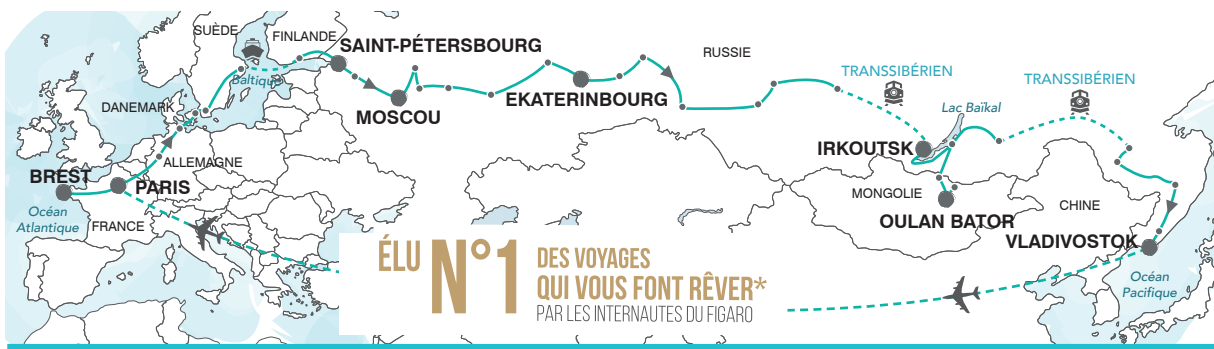 SUÈDE
FINLANDE
SAINT-PÉTERSBOURG
RUSSIE
TRANSSIBÉRIEN
TRANSSIBÉRIEN
Baltique
DANEMARK
EKATERINBOURG
Lac Baïkal
MOSCOU
IRKOUTSK
ALLEMAGNE
BREST
PARIS
MONGOLIE
CHINE
Océan
Atlantique
FRANCE
OULAN BATOR
VLADIVOSTOK
ÉLU N°1 DES VOYAGES
QUI VOUS FONT RÊVER*
PAR LES INTERNAUTES DU FIGARO
Océan
Pacifique